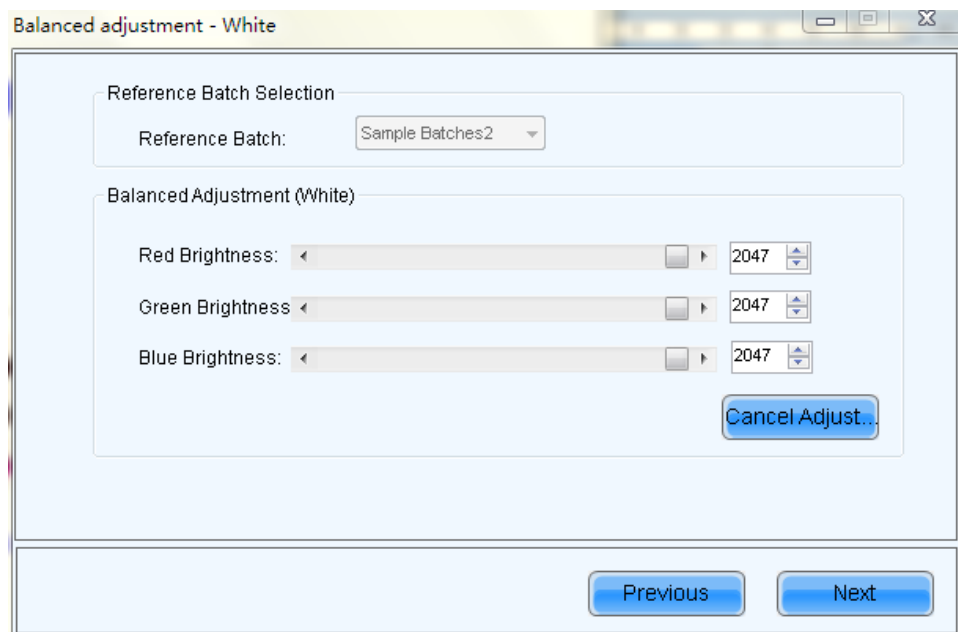 Balanced adjustment - White
Reference Batch Selection
Reference Batch: Sample Batches2
Balanced Adjustment (White)
Red Brightness: 2047
Green Brightness 2047
Blue Brightness: 2047
Cancel Adjust...
Previous Next